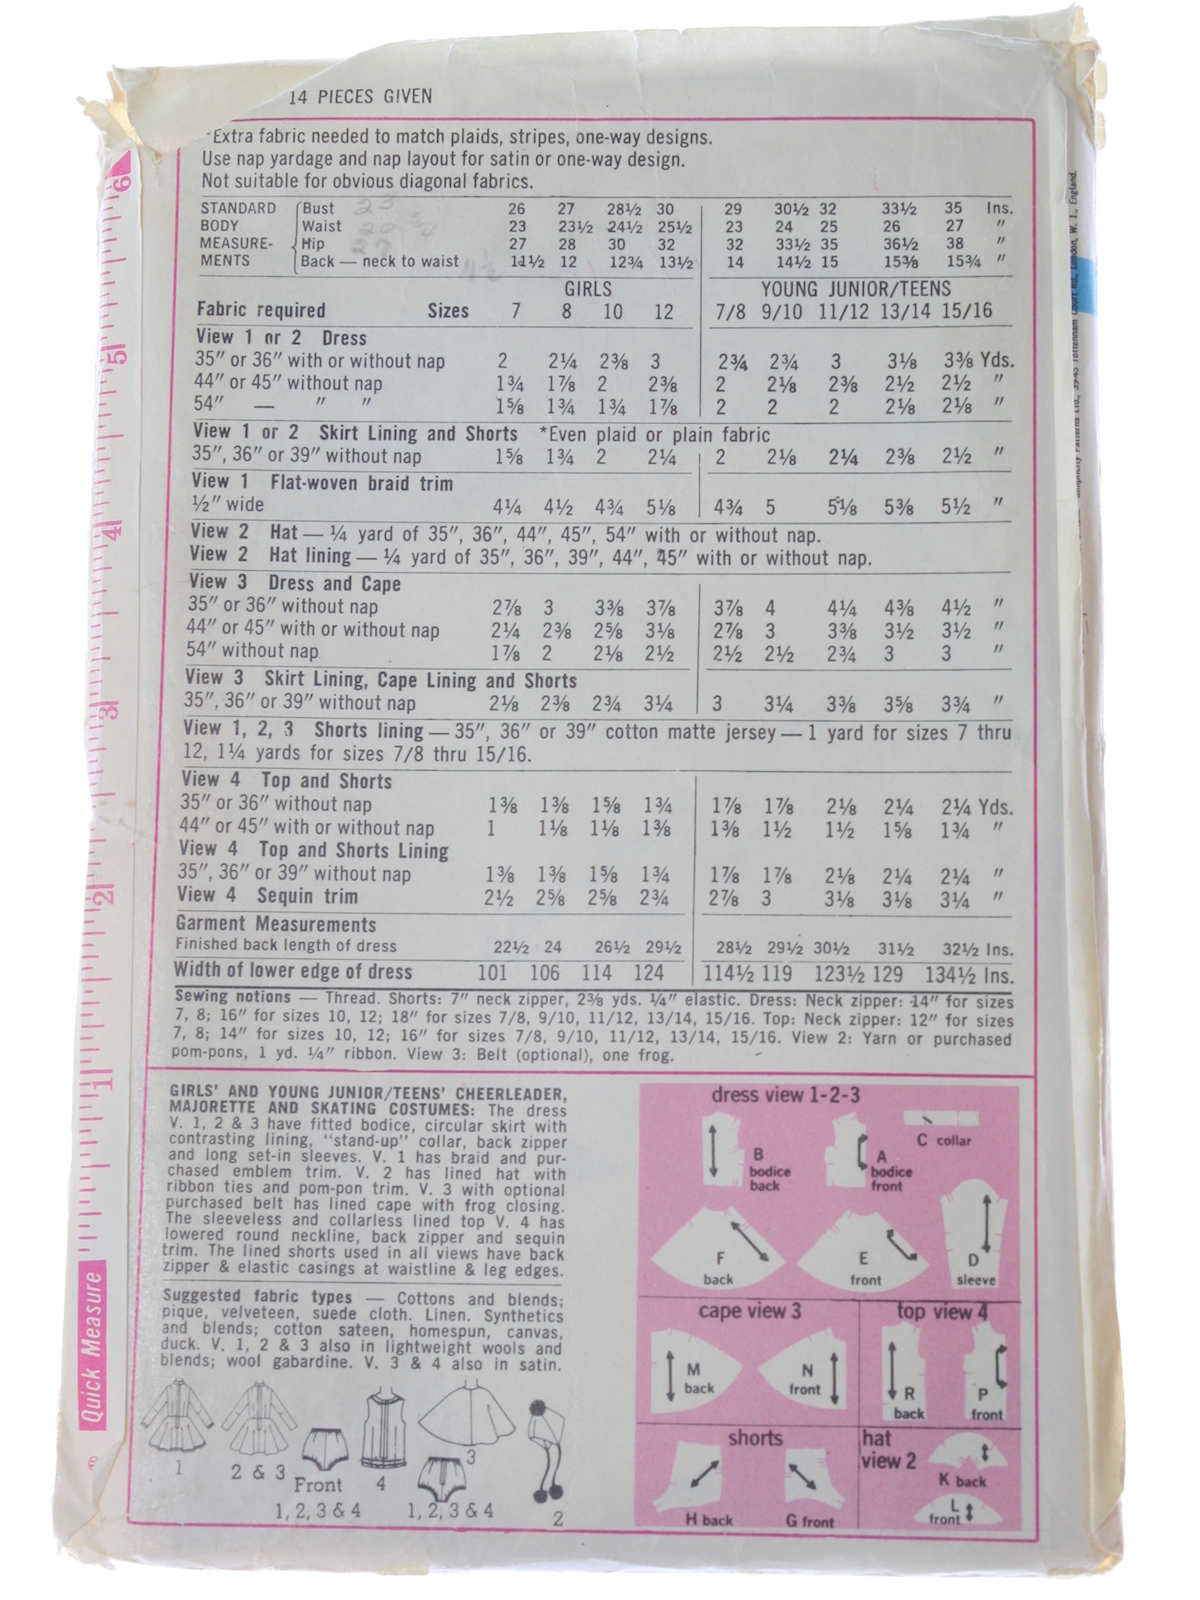 14 PIECES GIVEN
*Extra fabric needed to match plaids, stripes, one-way designs.
Use nap yardage and nap layout for satin or one-way design.
Not suitable for obvious diagonal fabrics.
STANDARD Bust 23 26 27 28½ 30 29 30½ 32 33½ 35 Ins.
BODY Waist 23 23½ 24½ 25½ 23 24 25 26 27 "
MEASURE- Hip 27 27 28 30 32 32 33½ 35 36½ 38 "
MENTS Back — neck to waist 11½ 11½ 12 12¾ 13½ 14 14½ 15 15⅜ 15¾ "
GIRLS YOUNG JUNIOR/TEENS
Fabric required Sizes 7 8 10 12 7/8 9/10 11/12 13/14 15/16
View 1 or 2 Dress
35" or 36" with or without nap 2 2¼ 2⅜ 3 2¾ 2¾ 3 3⅛ 3⅜ Yds.
44" or 45" without nap 1¾ 1⅞ 2 2⅜ 2 2⅛ 2⅜ 2½ 2½ "
54" — " " 1⅝ 1¾ 1¾ 1⅞ 2 2 2 2⅛ 2⅛ "
View 1 or 2 Skirt Lining and Shorts *Even plaid or plain fabric
35", 36" or 39" without nap 1⅝ 1¾ 2 2¼ 2 2⅛ 2¼ 2⅜ 2½ "
View 1 Flat-woven braid trim
½" wide 4¼ 4½ 4¾ 5⅛ 4¾ 5 5⅛ 5⅜ 5½ "
View 2 Hat — ¼ yard of 35", 36", 44", 45", 54" with or without nap.
View 2 Hat lining — ¼ yard of 35", 36", 39", 44", 45" with or without nap.
View 3 Dress and Cape
35" or 36" without nap 2⅞ 3 3⅜ 3⅞ 3⅞ 4 4¼ 4⅜ 4½ "
44" or 45" with or without nap 2¼ 2⅜ 2⅝ 3⅛ 2⅞ 3 3⅜ 3½ 3½ "
54" without nap 1⅞ 2 2⅛ 2½ 2½ 2½ 2¾ 3 3 "
View 3 Skirt Lining, Cape Lining and Shorts
35", 36" or 39" without nap 2⅛ 2⅜ 2¾ 3¼ 3 3¼ 3⅜ 3⅝ 3¾ "
View 1, 2, 3 Shorts lining — 35", 36" or 39" cotton matte jersey — 1 yard for sizes 7 thru
12, 1¼ yards for sizes 7/8 thru 15/16.
View 4 Top and Shorts
35" or 36" without nap 1⅜ 1⅜ 1⅝ 1¾ 1⅞ 1⅞ 2⅛ 2¼ 2¼ Yds.
44" or 45" with or without nap 1 1⅛ 1⅛ 1⅜ 1⅜ 1½ 1½ 1⅝ 1¾ "
View 4 Top and Shorts Lining
35", 36" or 39" without nap 1⅜ 1⅜ 1⅝ 1¾ 1⅞ 1⅞ 2⅛ 2¼ 2¼ "
View 4 Sequin trim 2½ 2⅝ 2⅝ 2¾ 2⅞ 3 3⅛ 3⅛ 3¼ "
Garment Measurements
Finished back length of dress 22½ 24 26½ 29½ 28½ 29½ 30½ 31½ 32½ Ins.
Width of lower edge of dress 101 106 114 124 114½ 119 123½ 129 134½ Ins.
Sewing notions — Thread. Shorts: 7" neck zipper, 2⅜ yds. ¼" elastic. Dress: Neck zipper: 14" for sizes
7, 8; 16" for sizes 10, 12; 18" for sizes 7/8, 9/10, 11/12, 13/14, 15/16. Top: Neck zipper: 12" for sizes
7, 8; 14" for sizes 10, 12; 16" for sizes 7/8, 9/10, 11/12, 13/14, 15/16. View 2: Yarn or purchased
pom-pons, 1 yd. ¼" ribbon. View 3: Belt (optional), one frog.
GIRLS' AND YOUNG JUNIOR/TEENS' CHEERLEADER,
MAJORETTE AND SKATING COSTUMES: The dress
V. 1, 2 & 3 have fitted bodice, circular skirt with
contrasting lining, "stand-up" collar, back zipper
and long set-in sleeves. V. 1 has braid and pur-
chased emblem trim. V. 2 has lined hat with
ribbon ties and pom-pon trim. V. 3 with optional
purchased belt has lined cape with frog closing.
The sleeveless and collarless lined top V. 4 has
lowered round neckline, back zipper and sequin
trim. The lined shorts used in all views have back
zipper & elastic casings at waistline & leg edges.
Suggested fabric types — Cottons and blends;
pique, velveteen, suede cloth. Linen. Synthetics
and blends; cotton sateen, homespun, canvas,
duck. V. 1, 2 & 3 also in lightweight wools and
blends; wool gabardine. V. 3 & 4 also in satin.
1
2 & 3
Front
1, 2, 3 & 4
4
3
1, 2, 3 & 4
2
dress view 1-2-3
B
bodice
back
A
bodice
front
C collar
F
back
E
front
D
sleeve
cape view 3
M
back
N
front
top view 4
R
back
P
front
shorts
H back
G front
hat
view 2
K back
L
front
6
5
4
3
2
1
Quick Measure
Simplicity Patterns Ltd., 39-45 Tottenham Court Rd., London, W. 1., England.